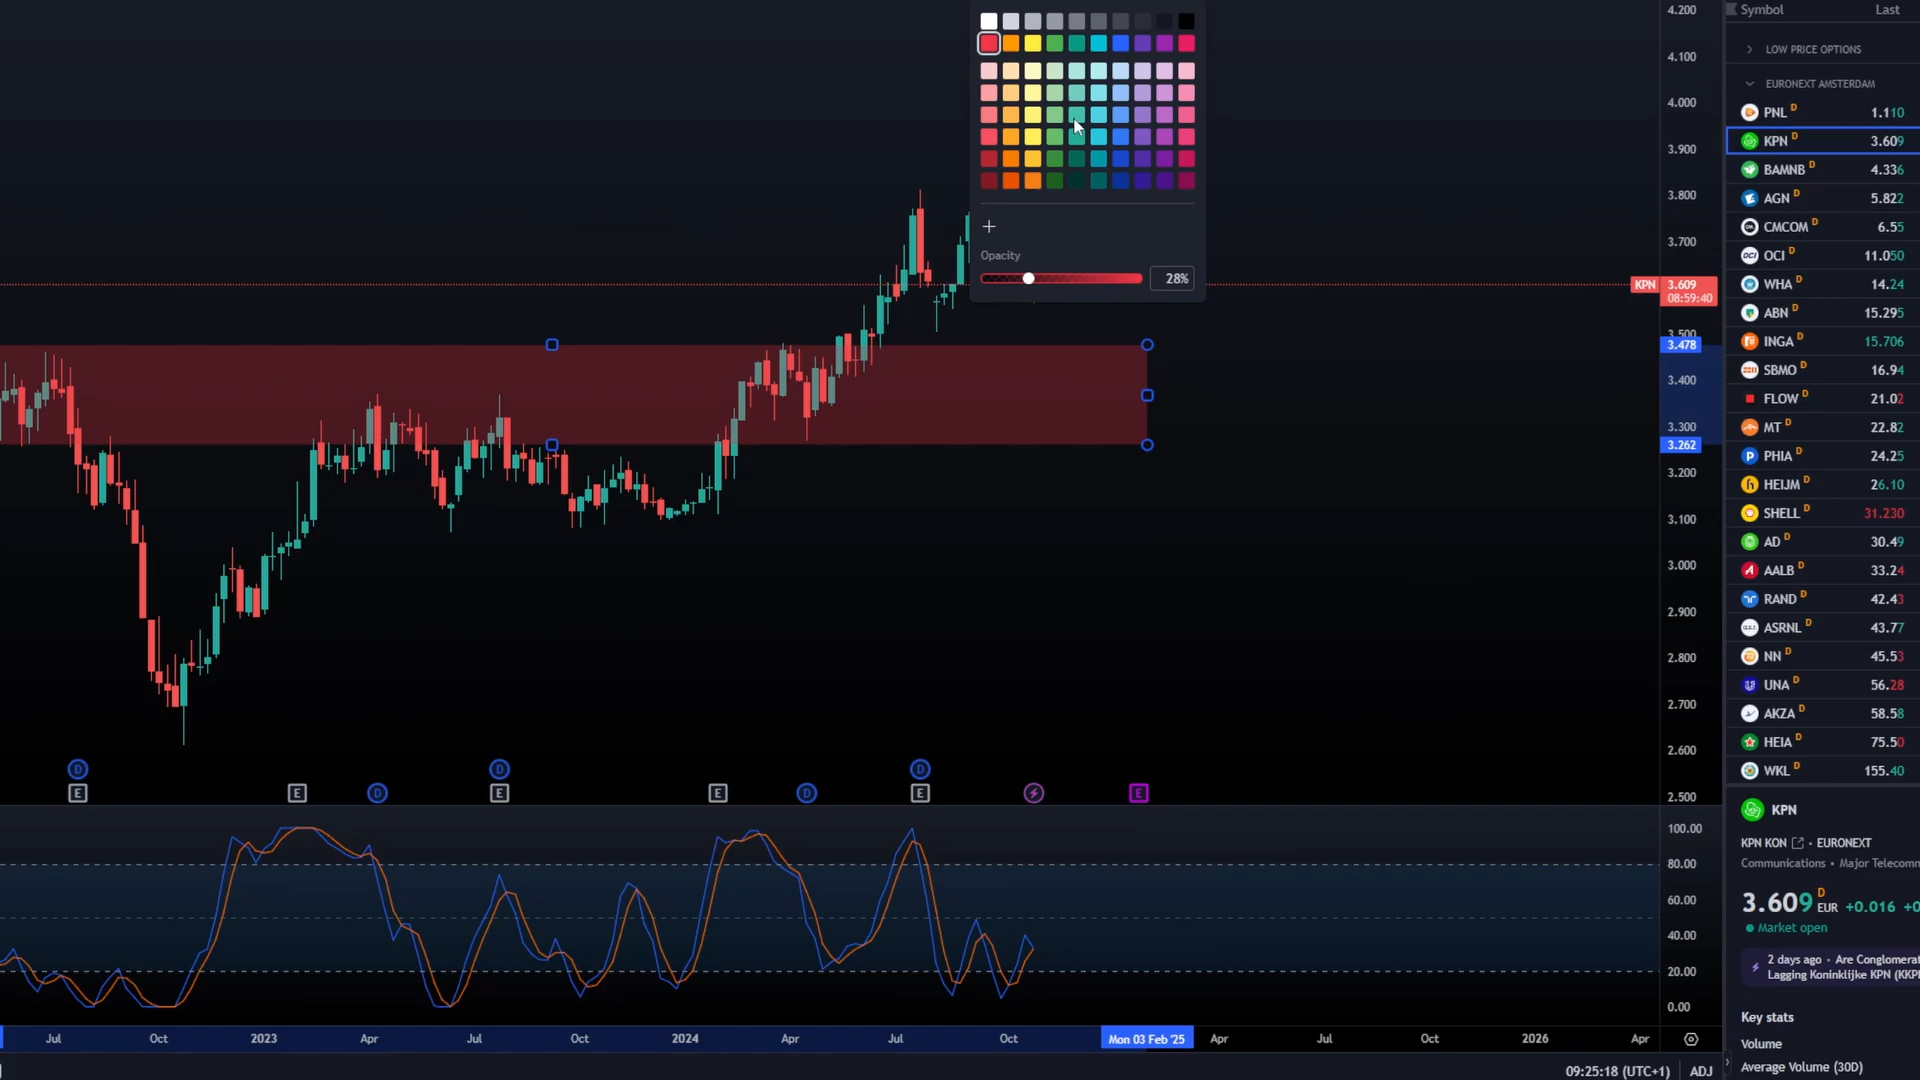 Symbol Last
LOW PRICE OPTIONS
EURONEXT AMSTERDAM
PNL D 1.110
KPN D 3.609
BAMNB D 4.336
AGN D 5.822
CMCOM D 6.55
OCI D 11.050
WHA D 14.24
ABN D 15.295
INGA D 15.706
SBMO D 16.94
FLOW D 21.02
MT D 22.82
PHIA D 24.25
HEIJM D 26.10
SHELL D 31.230
AD D 30.49
AALB D 33.24
RAND D 42.43
ASRNL D 43.77
NN D 45.53
UNA D 56.28
AKZA D 58.58
HEIA D 75.50
WKL D 155.40
KPN
KPN KON • EURONEXT
Communications • Major Telecomm
3.609 D EUR +0.016 +0
Market open
2 days ago • Are Conglomerat
Lagging Koninklijke KPN (KKP
Key stats
Volume
Average Volume (30D)
Opacity
28%
4.200
4.100
4.000
3.900
3.800
3.700
KPN 3.609
08:59:40
3.500
3.478
3.400
3.300
3.262
3.200
3.100
3.000
2.900
2.800
2.700
2.600
2.500
D D D
E E D E E D E E
100.00
80.00
60.00
40.00
20.00
0.00
Jul Oct 2023 Apr Jul Oct 2024 Apr Jul Oct Mon 03 Feb '25 Apr Jul Oct 2026 Apr
09:25:18 (UTC+1) ADJ